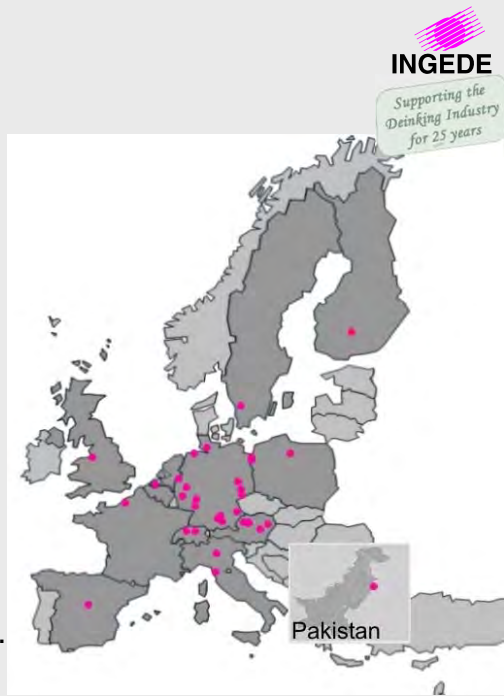 INGEDE
Supporting the
Deinking Industry
for 25 years
Pakistan